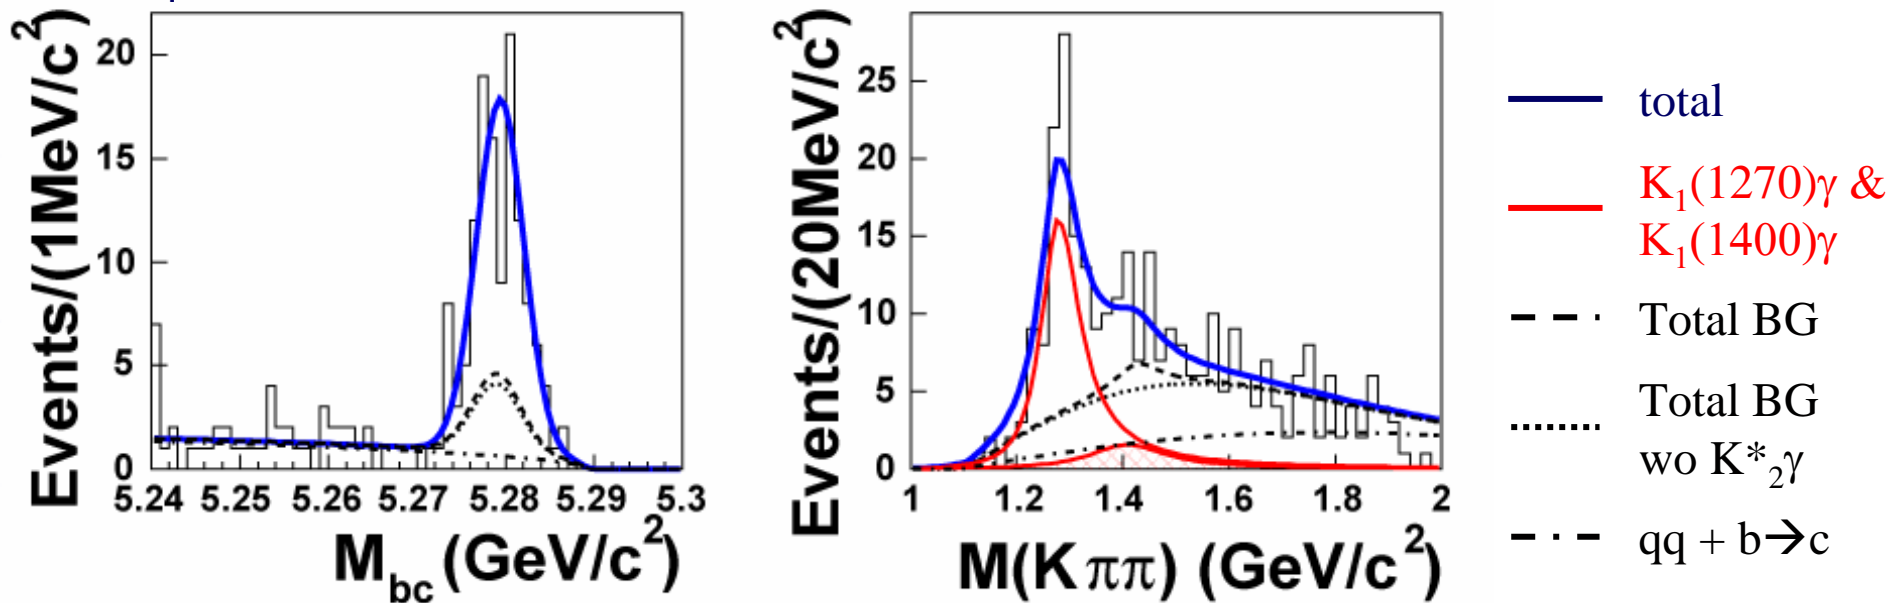 Events/(1MeV/c²)
20
15
10
5
0
5.24 5.25 5.26 5.27 5.28 5.29 5.3
M_bc (GeV/c²)
Events/(20MeV/c²)
25
20
15
10
5
0
1 1.2 1.4 1.6 1.8 2
M(Kππ) (GeV/c²)
total
K₁(1270)γ &
K₁(1400)γ
Total BG
Total BG
wo K*₂γ
qq + b→c